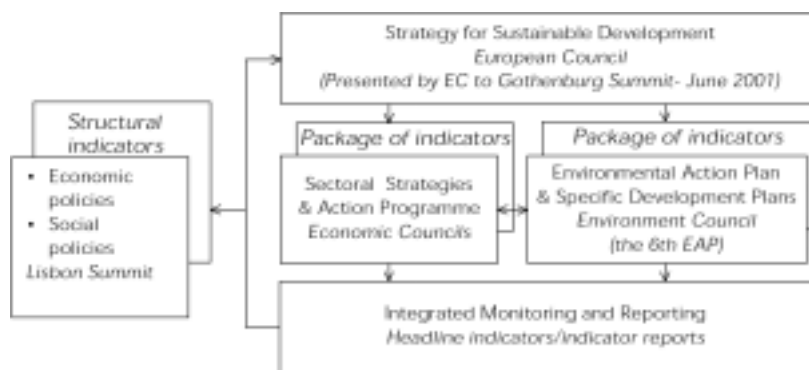 Strategy for Sustainable Development
European Council
(Presented by EC to Gothenburg Summit- June 2001)
Structural
indicators
• Economic
policies
• Social
policies
Lisbon Summit
Package of indicators
Sectoral Strategies
& Action Programme
Economic Councils
Package of indicators
Environmental Action Plan
& Specific Development Plans
Environment Council
(the 6th EAP)
Integrated Monitoring and Reporting
Headline indicators/indicator reports